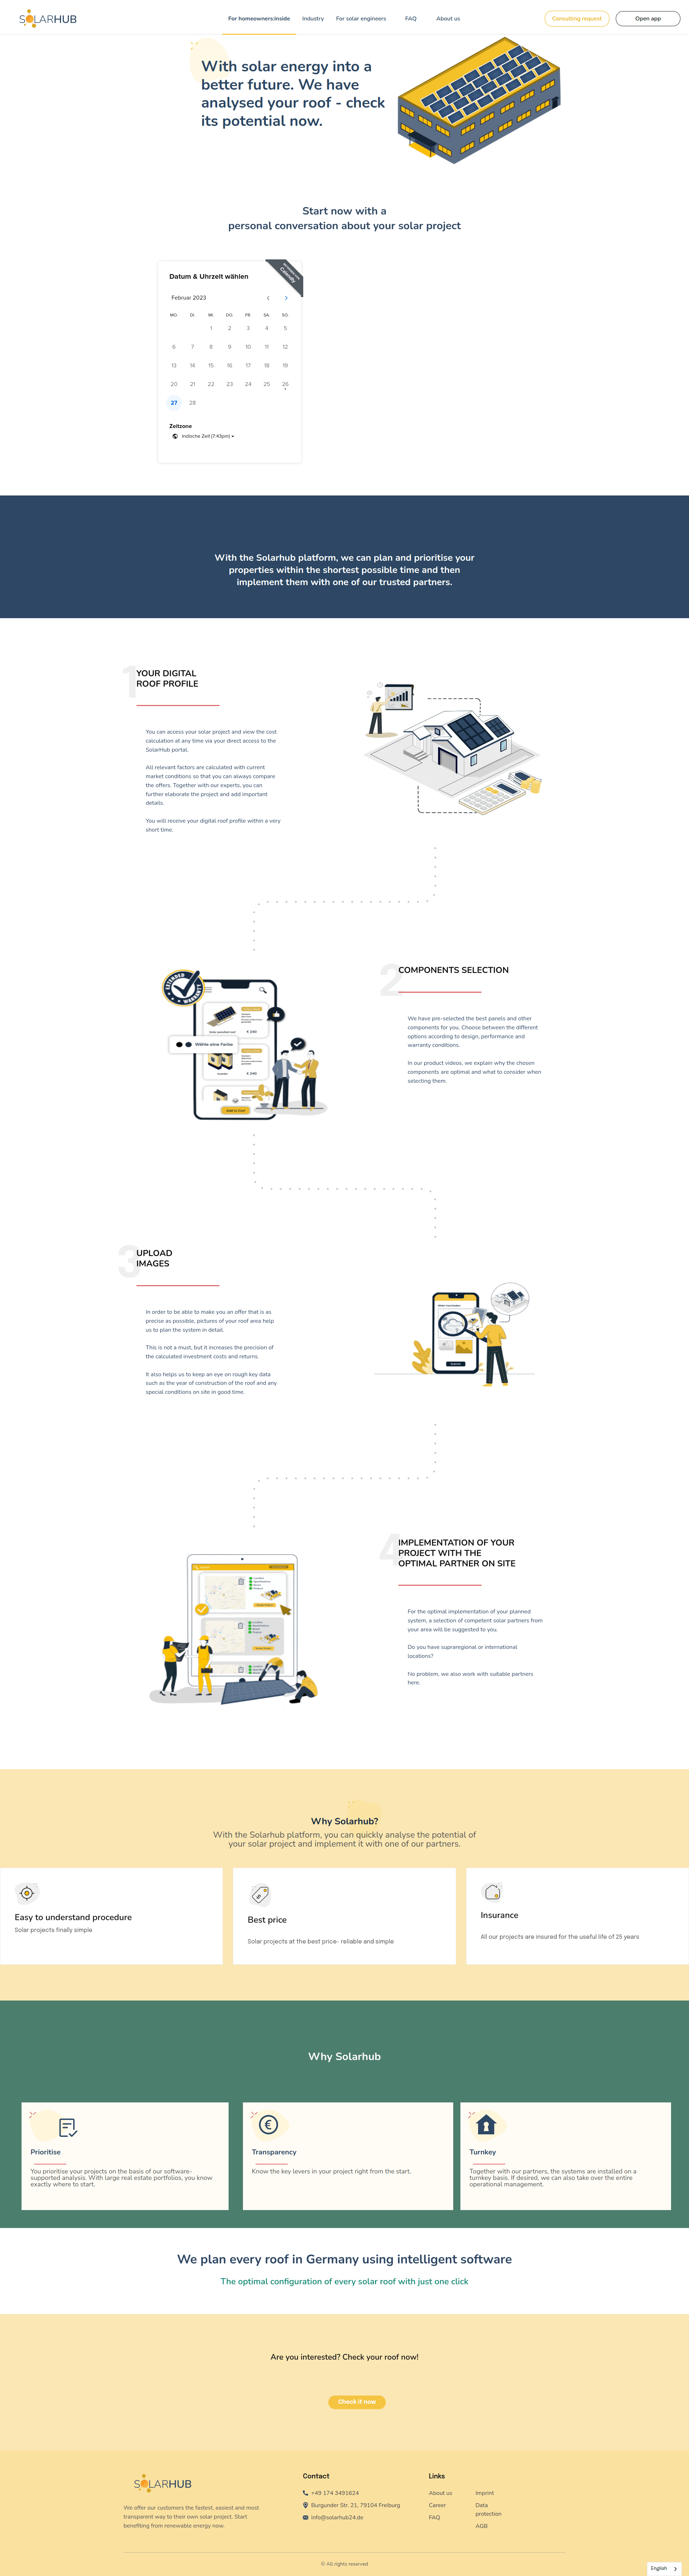 SOLARHUB
For homeowners:inside
Industry
For solar engineers
FAQ
About us
Consulting request
Open app
With solar energy into a
better future. We have
analysed your roof - check
its potential now.
Start now with a
personal conversation about your solar project
Datum & Uhrzeit wählen
Calendly
Februar 2023
MO. DI. MI. DO. FR. SA. SO.
1 2 3 4 5
6 7 8 9 10 11 12
13 14 15 16 17 18 19
20 21 22 23 24 25 26
27 28
Zeitzone
Indische Zeit (7:43pm)
With the Solarhub platform, we can plan and prioritise your
properties within the shortest possible time and then
implement them with one of our trusted partners.
1
YOUR DIGITAL
ROOF PROFILE
You can access your solar project and view the cost
calculation at any time via your direct access to the
SolarHub portal.
All relevant factors are calculated with current
market conditions so that you can always compare
the offers. Together with our experts, you can
further elaborate the project and add important
details.
You will receive your digital roof profile within a very
short time.
EXTENDED
WARRANTY
€ 240
Wähle eine Farbe
€ 240
Add to Cart
2
COMPONENTS SELECTION
We have pre-selected the best panels and other
components for you. Choose between the different
options according to design, performance and
warranty conditions.
In our product videos, we explain why the chosen
components are optimal and what to consider when
selecting them.
3
UPLOAD
IMAGES
In order to be able to make you an offer that is as
precise as possible, pictures of your roof area help
us to plan the system in detail.
This is not a must, but it increases the precision of
the calculated investment costs and returns.
It also helps us to keep an eye on rough key data
such as the year of construction of the roof and any
special conditions on site in good time.
4
IMPLEMENTATION OF YOUR
PROJECT WITH THE
OPTIMAL PARTNER ON SITE
For the optimal implementation of your planned
system, a selection of competent solar partners from
your area will be suggested to you.
Do you have supraregional or international
locations?
No problem, we also work with suitable partners
here.
Why Solarhub?
With the Solarhub platform, you can quickly analyse the potential of
your solar project and implement it with one of our partners.
Easy to understand procedure
Solar projects finally simple
Best price
Solar projects at the best price- reliable and simple
Insurance
All our projects are insured for the useful life of 25 years
Why Solarhub
Prioritise
You prioritise your projects on the basis of our software-
supported analysis. With large real estate portfolios, you know
exactly where to start.
Transparency
Know the key levers in your project right from the start.
Turnkey
Together with our partners, the systems are installed on a
turnkey basis. If desired, we can also take over the entire
operational management.
We plan every roof in Germany using intelligent software
The optimal configuration of every solar roof with just one click
Are you interested? Check your roof now!
Check it now
SOLARHUB
We offer our customers the fastest, easiest and most
transparent way to their own solar project. Start
benefiting from renewable energy now.
Contact
+49 174 3491624
Burgunder Str. 21, 79104 Freiburg
info@solarhub24.de
Links
About us
Career
FAQ
Imprint
Data
protection
AGB
© All rights reserved
English